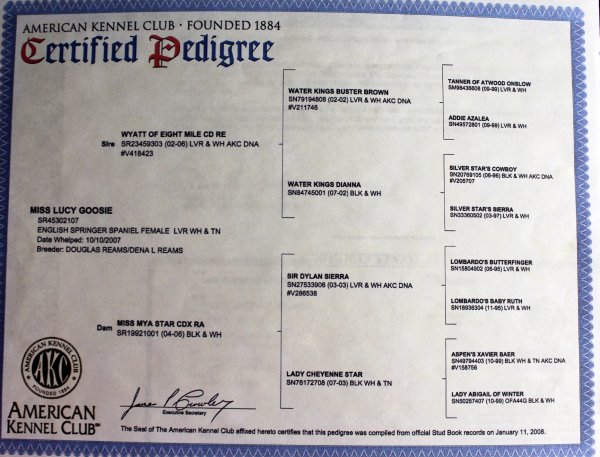 AMERICAN KENNEL CLUB · FOUNDED 1884
Certified Pedigree
WATER KINGS BUSTER BROWN
SN79194808 (02-02) LVR & WH AKC DNA
#V211746
TANNER OF ATWOOD ONSLOW
SM98436608 (09-99) LVR & WH
ADDIE AZALEA
SN49572801 (09-99) LVR & WH
WYATT OF EIGHT MILE CD RE
Sire SR23459303 (02-06) LVR & WH AKC DNA
#V418423
WATER KINGS DIANNA
SN84745001 (07-02) BLK & WH
SILVER STAR'S COWBOY
SN20769105 (06-96) BLK & WH AKC DNA
#V205707
SILVER STAR'S SIERRA
SN33360502 (03-97) LVR & WH
MISS LUCY GOOSIE
SR45302107
ENGLISH SPRINGER SPANIEL FEMALE LVR WH & TN
Date Whelped: 10/10/2007
Breeder: DOUGLAS REAMS/DENA L REAMS
SIR DYLAN SIERRA
SN27533906 (03-03) LVR & WH AKC DNA
#V286538
LOMBARDO'S BUTTERFINGER
SN15804902 (06-95) LVR & WH
LOMBARDO'S BABY RUTH
SN18936304 (11-95) LVR & WH
MISS MYA STAR CDX RA
Dam SR19921001 (04-06) BLK & WH
LADY CHEYENNE STAR
SN76172708 (07-03) BLK WH & TN
ASPEN'S XAVIER BAER
SN49794403 (10-99) BLK WH & TN AKC DNA
#V158756
LADY ABIGAIL OF WINTER
SN50257407 (10-99) OFA44G BLK & WH
AMERICAN KENNEL CLUB
AKC
FOUNDED 1884
AMERICAN
KENNEL CLUB
Executive Secretary
The Seal of The American Kennel Club affixed hereto certifies that this pedigree was compiled from official Stud Book records on January 11, 2008.